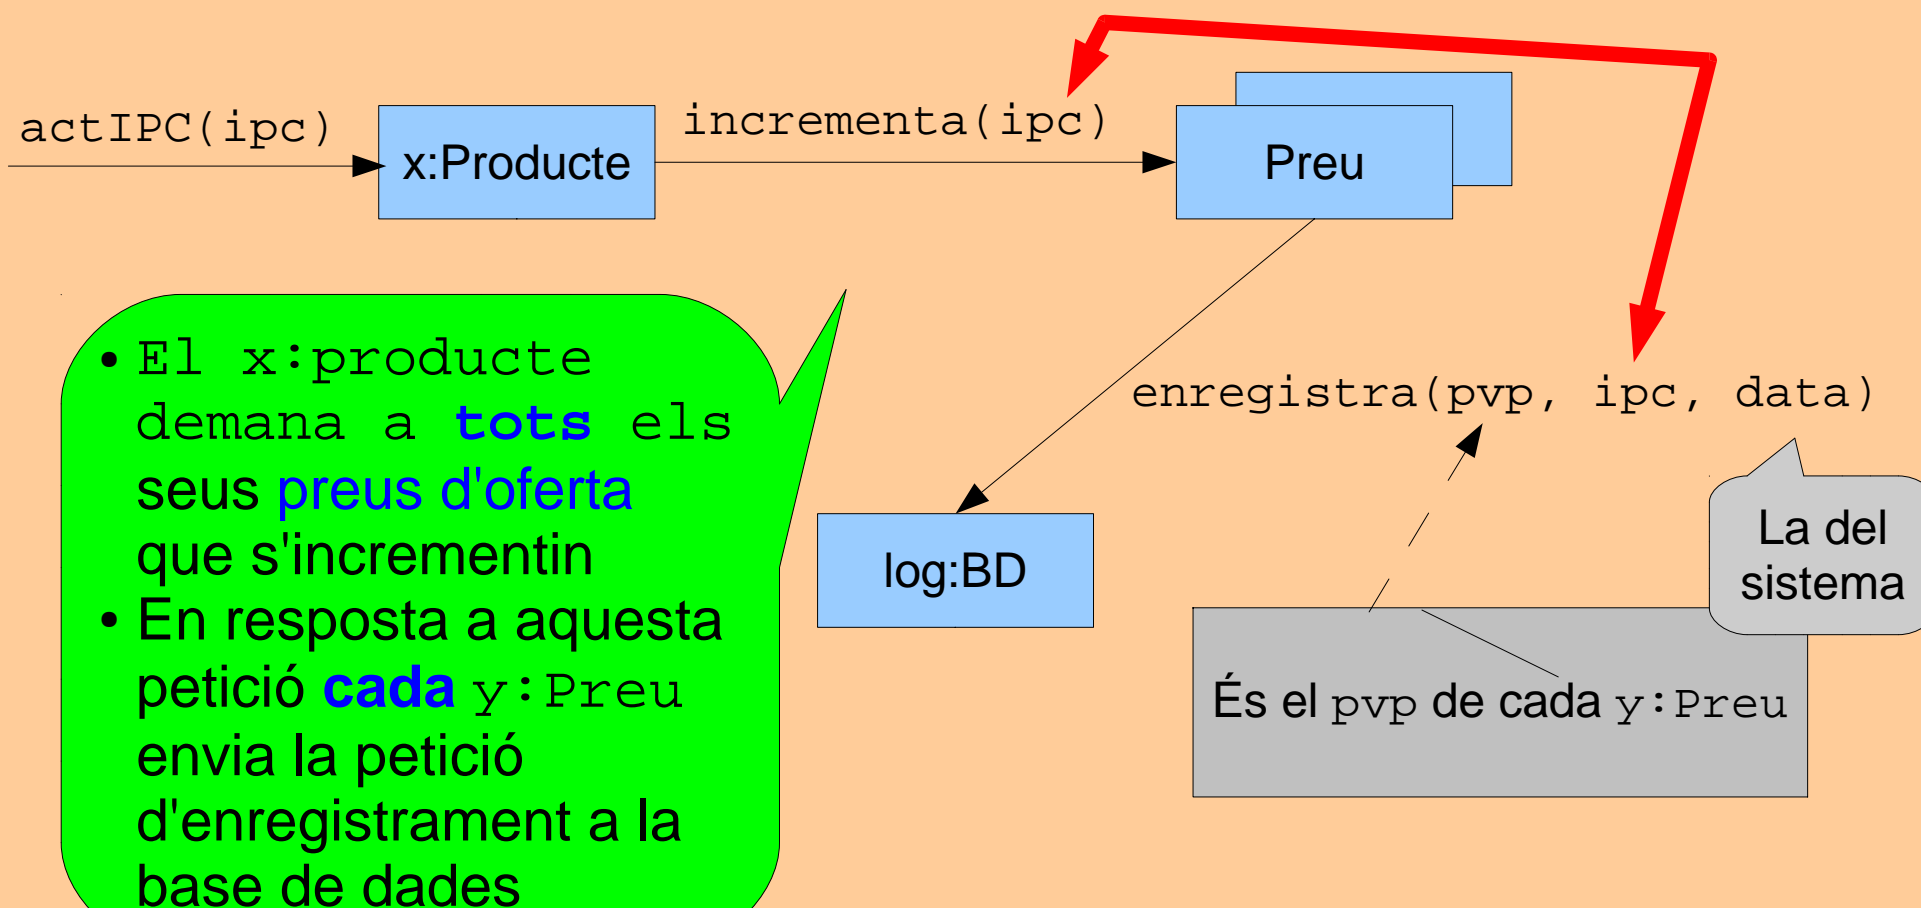 actIPC(ipc)
x:Producte
incrementa(ipc)
Preu
• El x:producte
demana a tots els
seus preus d'oferta
que s'incrementin
• En resposta a aquesta
petició cada y:Preu
envia la petició
d'enregistrament a la
base de dades
enregistra(pvp, ipc, data)
log:BD
La del
sistema
És el pvp de cada y:Preu